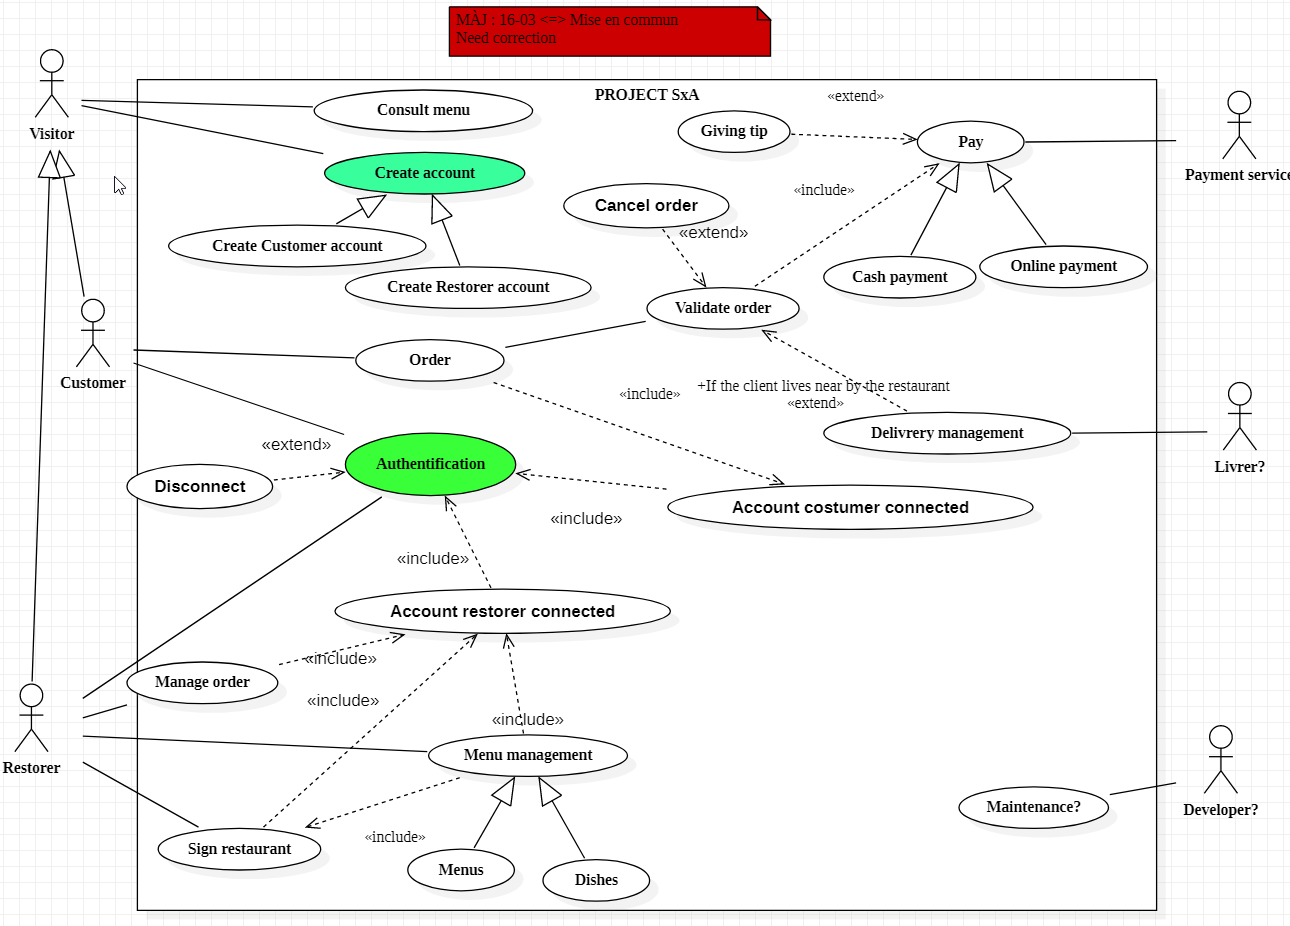 MÀJ : 16-03 <=> Mise en commun
Need correction
PROJECT SxA
«extend»
Visitor
Consult menu
Giving tip
Pay
Payment service
Create account
«include»
Cancel order
«extend»
Create Customer account
Create Restorer account
Cash payment
Online payment
Validate order
Order
Customer
«include»
+If the client lives near by the restaurant
«extend»
Delivrery management
Livrer?
«extend»
Authentification
Disconnect
Account costumer connected
«include»
«include»
Account restorer connected
«include»
Manage order
«include»
«include»
Restorer
Menu management
Maintenance?
Developer?
Sign restaurant
«include»
Menus
Dishes